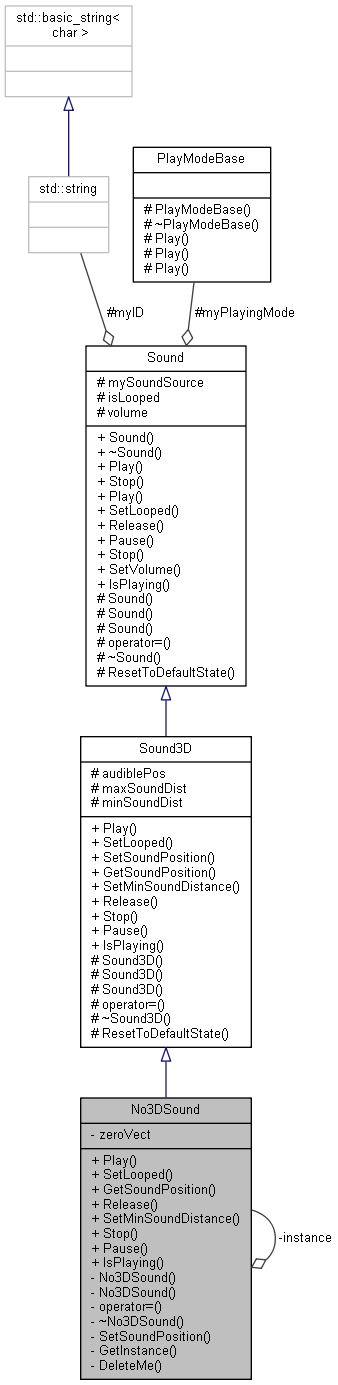 std::basic_string<
char >
std::string
PlayModeBase
# PlayModeBase()
# ~PlayModeBase()
# Play()
# Play()
# Play()
#myID
#myPlayingMode
Sound
# mySoundSource
# isLooped
# volume
+ Sound()
+ ~Sound()
+ Play()
+ Stop()
+ Play()
+ SetLooped()
+ Release()
+ Pause()
+ Stop()
+ SetVolume()
+ IsPlaying()
# Sound()
# Sound()
# Sound()
# operator=()
# ~Sound()
# ResetToDefaultState()
Sound3D
# audiblePos
# maxSoundDist
# minSoundDist
+ Play()
+ SetLooped()
+ SetSoundPosition()
+ GetSoundPosition()
+ SetMinSoundDistance()
+ Release()
+ Stop()
+ Pause()
+ IsPlaying()
# Sound3D()
# Sound3D()
# Sound3D()
# operator=()
# ~Sound3D()
# ResetToDefaultState()
No3DSound
- zeroVect
+ Play()
+ SetLooped()
+ GetSoundPosition()
+ Release()
+ SetMinSoundDistance()
+ Stop()
+ Pause()
+ IsPlaying()
- No3DSound()
- No3DSound()
- operator=()
- ~No3DSound()
- SetSoundPosition()
- GetInstance()
- DeleteMe()
-instance